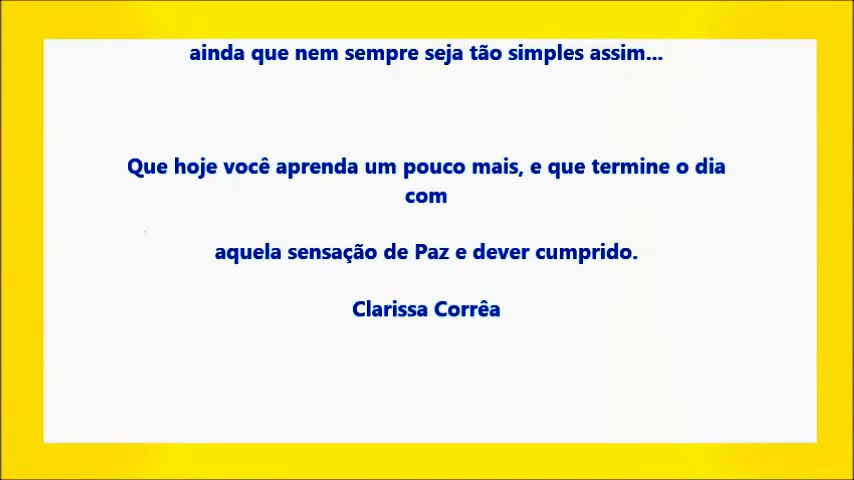 ainda que nem sempre seja tão simples assim...
Que hoje você aprenda um pouco mais, e que termine o dia
com
aquela sensação de Paz e dever cumprido.
Clarissa Corrêa